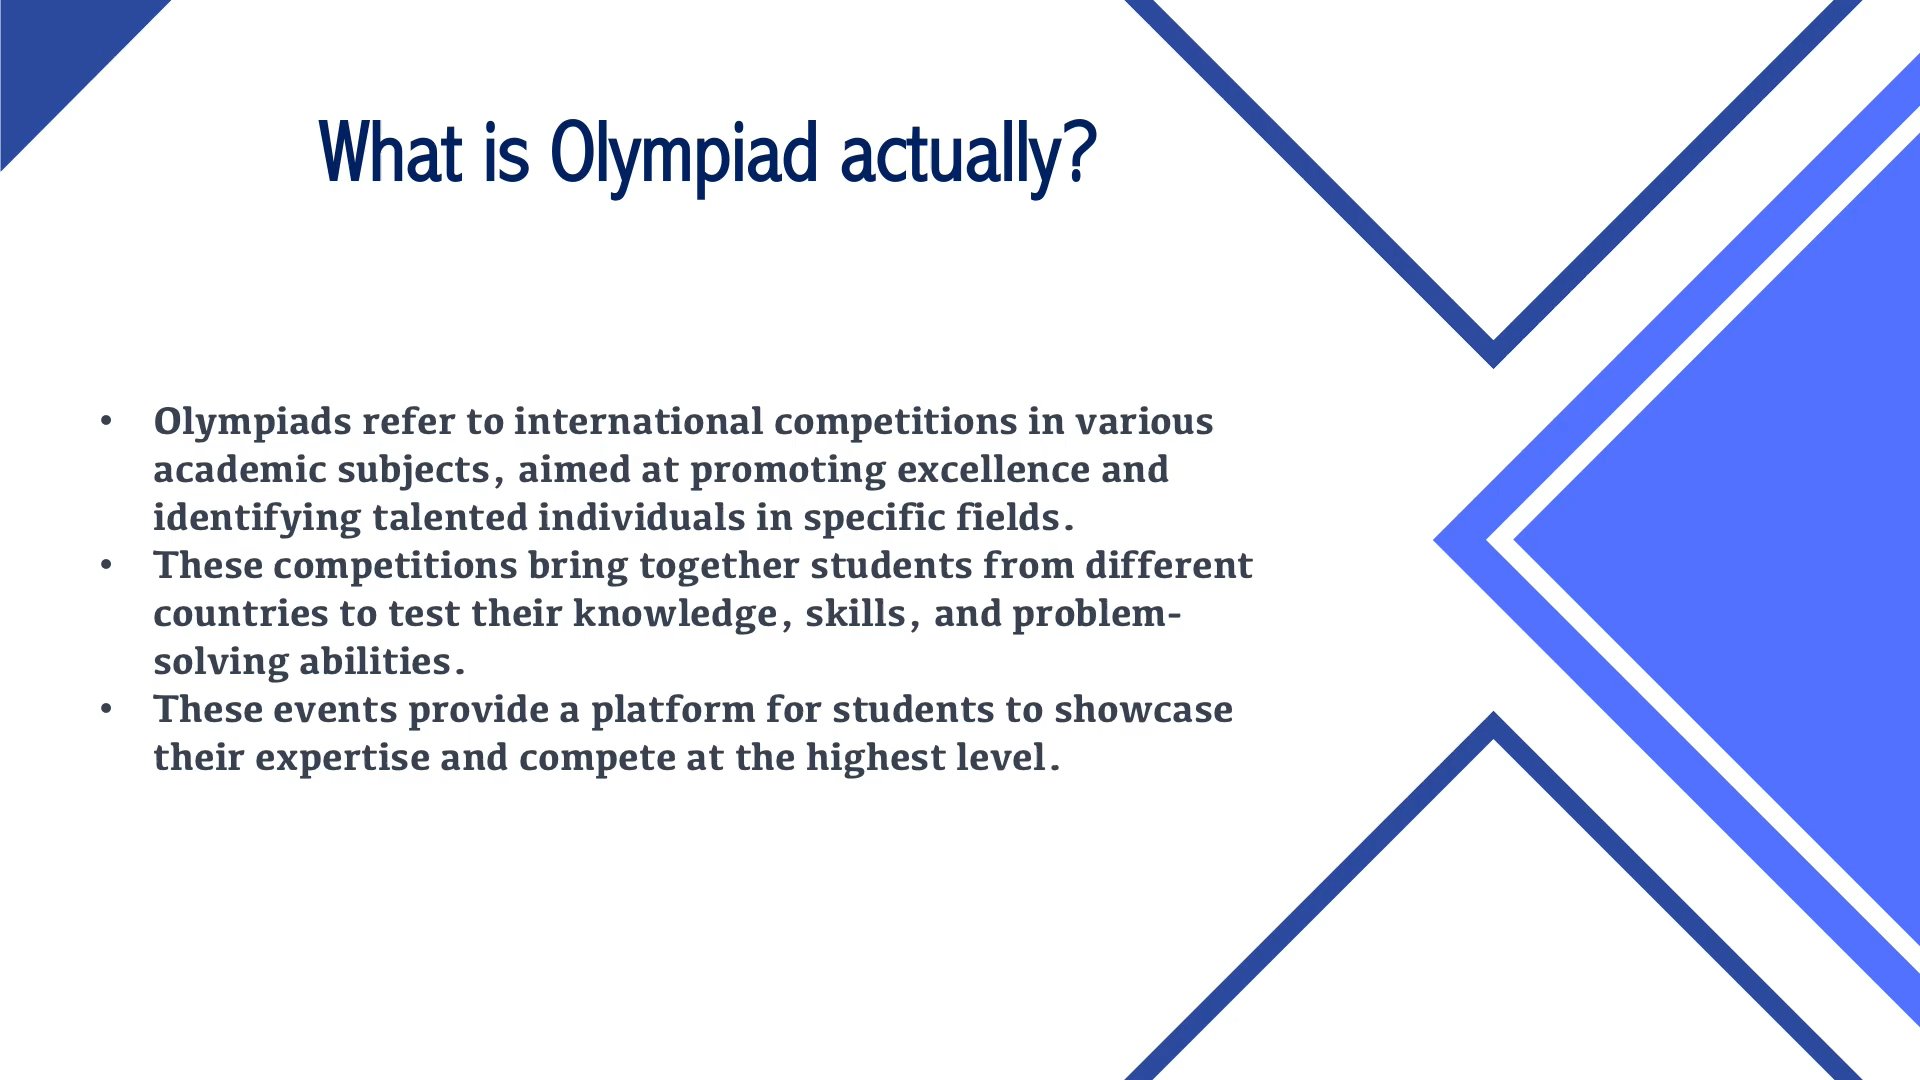 What is Olympiad actually?
• Olympiads refer to international competitions in various
academic subjects, aimed at promoting excellence and
identifying talented individuals in specific fields.
• These competitions bring together students from different
countries to test their knowledge, skills, and problem-
solving abilities.
• These events provide a platform for students to showcase
their expertise and compete at the highest level.